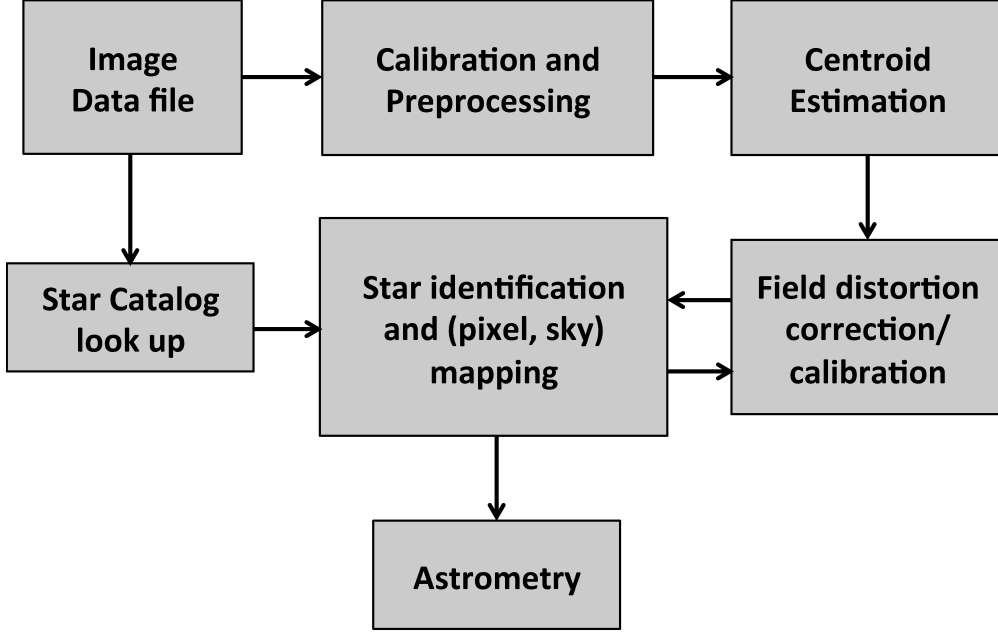 Image
Data file
Calibration and
Preprocessing
Centroid
Estimation
Star Catalog
look up
Star identification
and (pixel, sky)
mapping
Field distortion
correction/
calibration
Astrometry